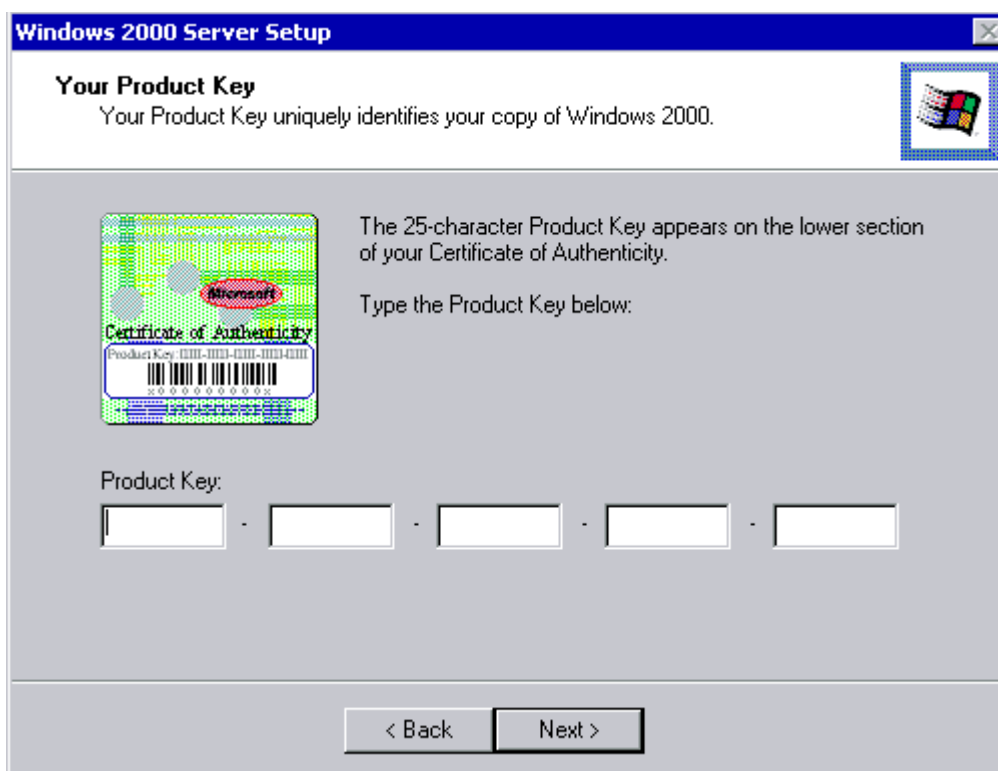 Windows 2000 Server Setup
Your Product Key
Your Product Key uniquely identifies your copy of Windows 2000.
The 25-character Product Key appears on the lower section
of your Certificate of Authenticity.
Type the Product Key below:
Microsoft
Certificate of Authenticity
Product Key:
Product Key:
- - - -
< Back
Next >